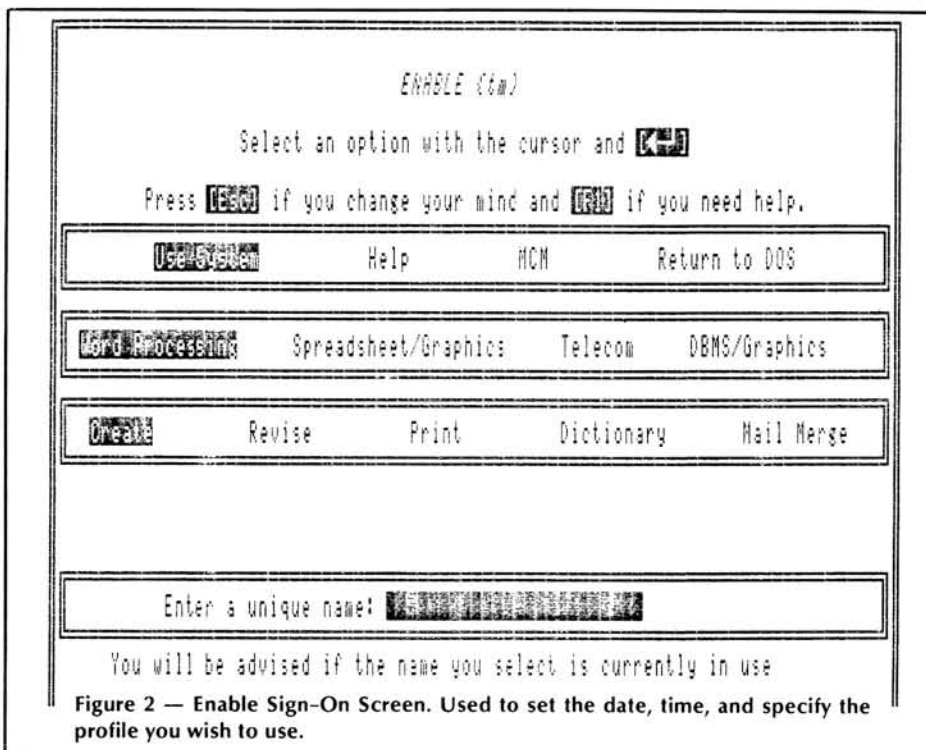 ENABLE (tm)
Select an option with the cursor and [←┘]
Press [Esc] if you change your mind and [F1] if you need help.
Use System Help MCM Return to DOS
Word Processing Spreadsheet/Graphics Telecom DBMS/Graphics
Create Revise Print Dictionary Mail Merge
Enter a unique name:
You will be advised if the name you select is currently in use
Figure 2 — Enable Sign-On Screen. Used to set the date, time, and specify the
profile you wish to use.